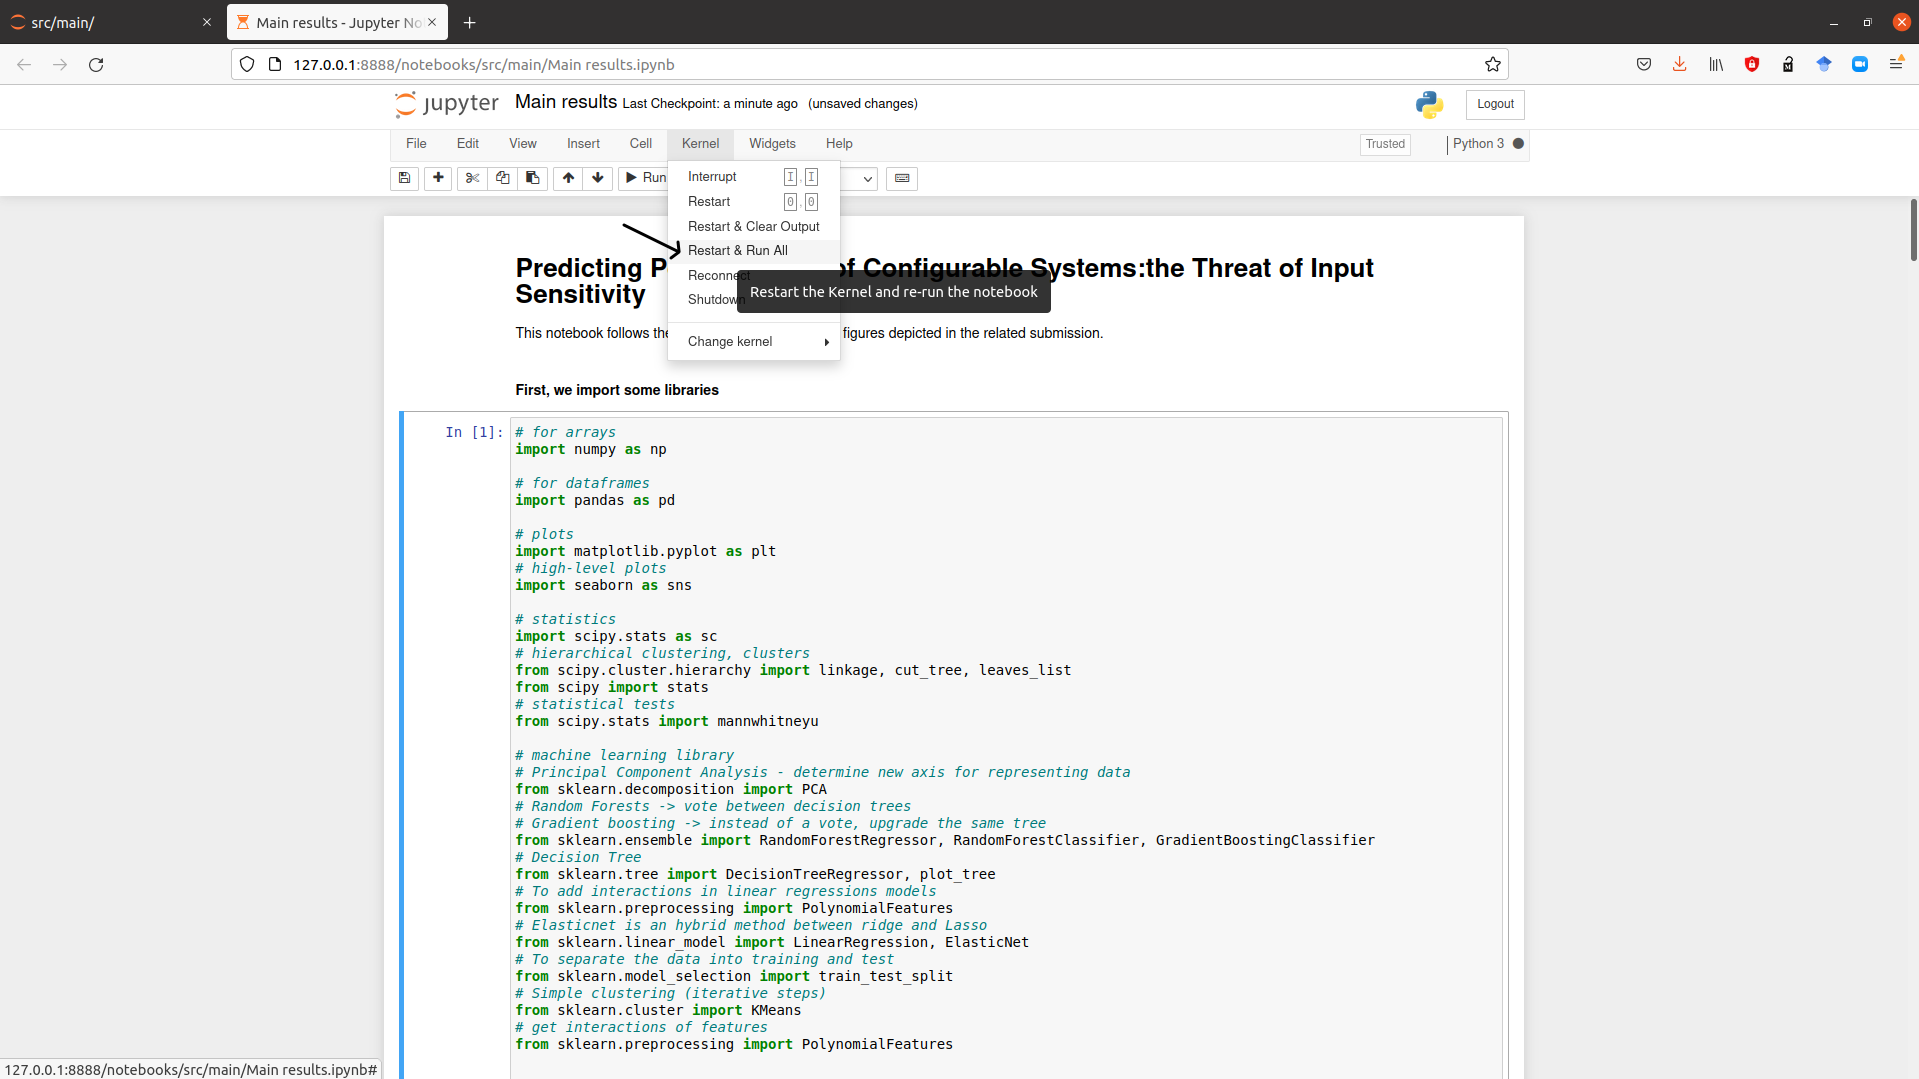 src/main/
Main results - Jupyter No
127.0.0.1:8888/notebooks/src/main/Main results.ipynb
jupyter Main results Last Checkpoint: a minute ago (unsaved changes)
Logout
File Edit View Insert Cell Kernel Widgets Help
Trusted
Python 3
Run
Interrupt I,I
Restart 0,0
Restart & Clear Output
Restart & Run All
Reconnect
Shutdown
Restart the Kernel and re-run the notebook
Change kernel
Predicting P of Configurable Systems:the Threat of Input
Sensitivity
This notebook follows the figures depicted in the related submission.
First, we import some libraries
In [1]:
# for arrays
import numpy as np
# for dataframes
import pandas as pd
# plots
import matplotlib.pyplot as plt
# high-level plots
import seaborn as sns
# statistics
import scipy.stats as sc
# hierarchical clustering, clusters
from scipy.cluster.hierarchy import linkage, cut_tree, leaves_list
from scipy import stats
# statistical tests
from scipy.stats import mannwhitneyu
# machine learning library
# Principal Component Analysis - determine new axis for representing data
from sklearn.decomposition import PCA
# Random Forests -> vote between decision trees
# Gradient boosting -> instead of a vote, upgrade the same tree
from sklearn.ensemble import RandomForestRegressor, RandomForestClassifier, GradientBoostingClassifier
# Decision Tree
from sklearn.tree import DecisionTreeRegressor, plot_tree
# To add interactions in linear regressions models
from sklearn.preprocessing import PolynomialFeatures
# Elasticnet is an hybrid method between ridge and Lasso
from sklearn.linear_model import LinearRegression, ElasticNet
# To separate the data into training and test
from sklearn.model_selection import train_test_split
# Simple clustering (iterative steps)
from sklearn.cluster import KMeans
# get interactions of features
from sklearn.preprocessing import PolynomialFeatures
127.0.0.1:8888/notebooks/src/main/Main results.ipynb#